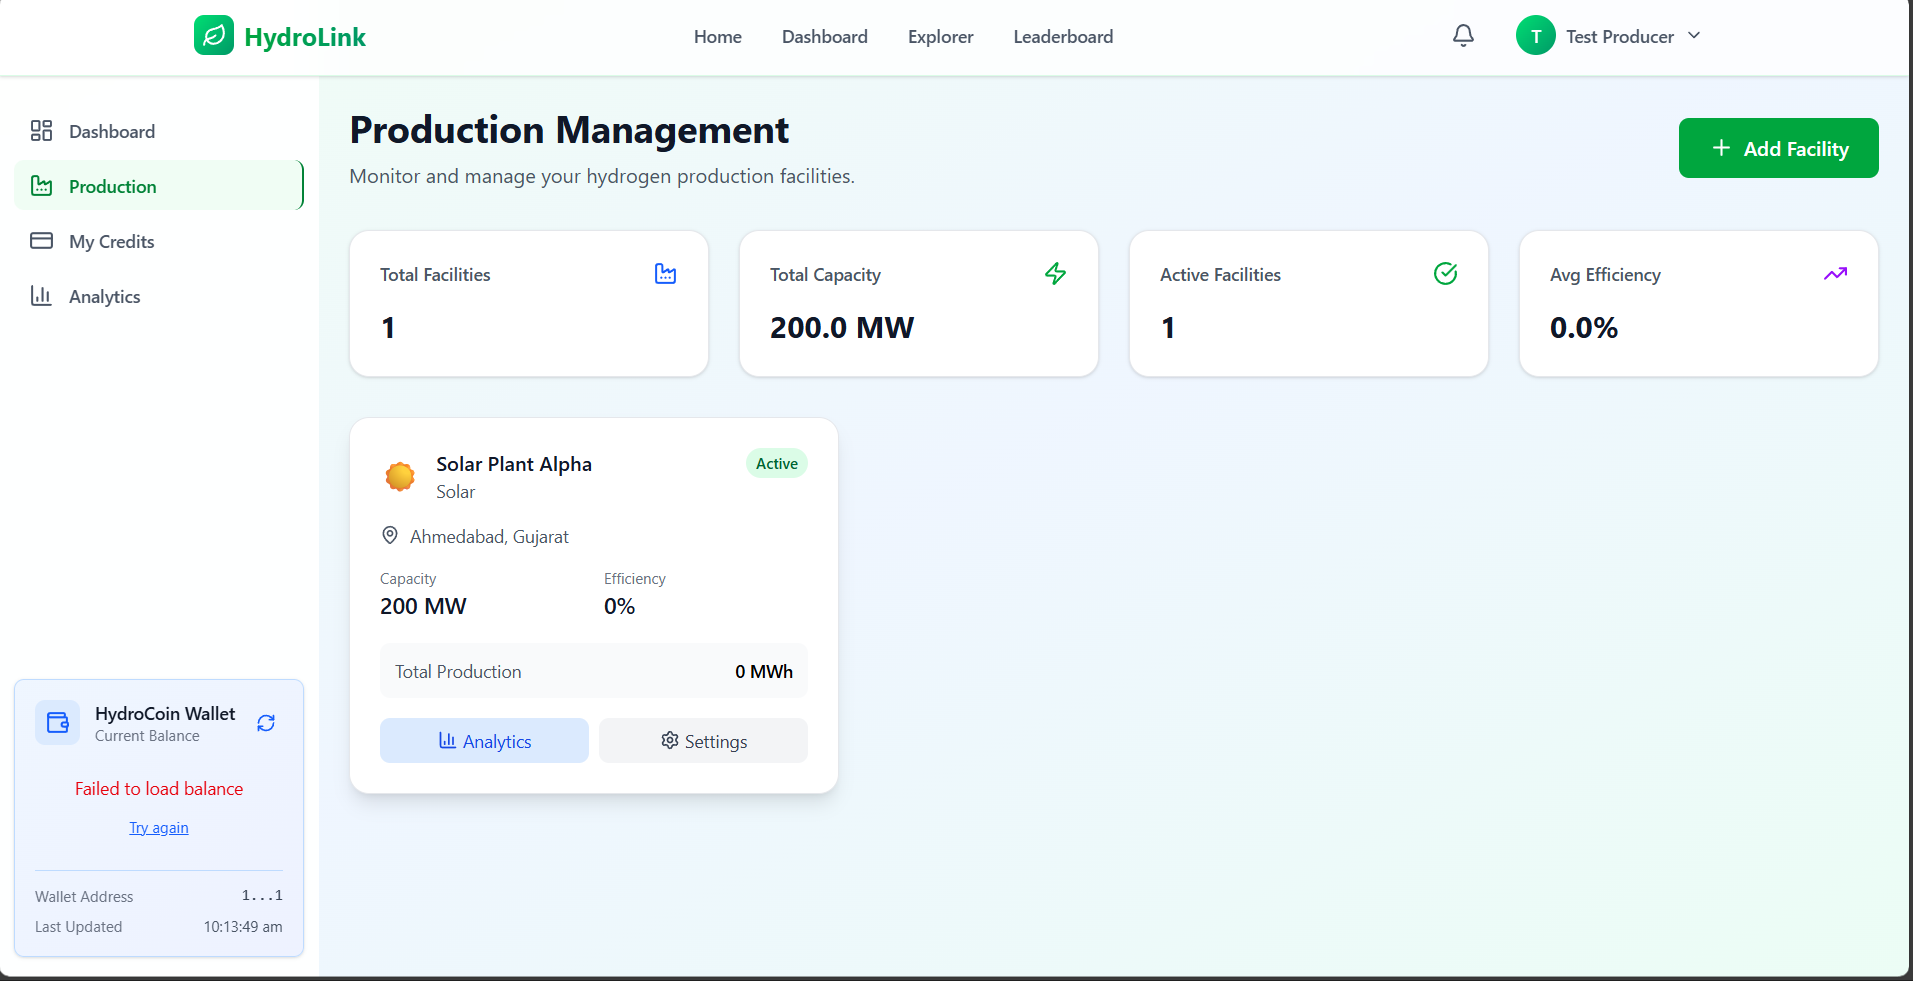 HydroLink
Home Dashboard Explorer Leaderboard
T Test Producer
Dashboard
Production
My Credits
Analytics
HydroCoin Wallet
Current Balance
Failed to load balance
Try again
Wallet Address 1...1
Last Updated 10:13:49 am
Production Management
Monitor and manage your hydrogen production facilities.
+ Add Facility
Total Facilities
1
Total Capacity
200.0 MW
Active Facilities
1
Avg Efficiency
0.0%
Solar Plant Alpha
Active
Solar
Ahmedabad, Gujarat
Capacity Efficiency
200 MW 0%
Total Production 0 MWh
Analytics Settings